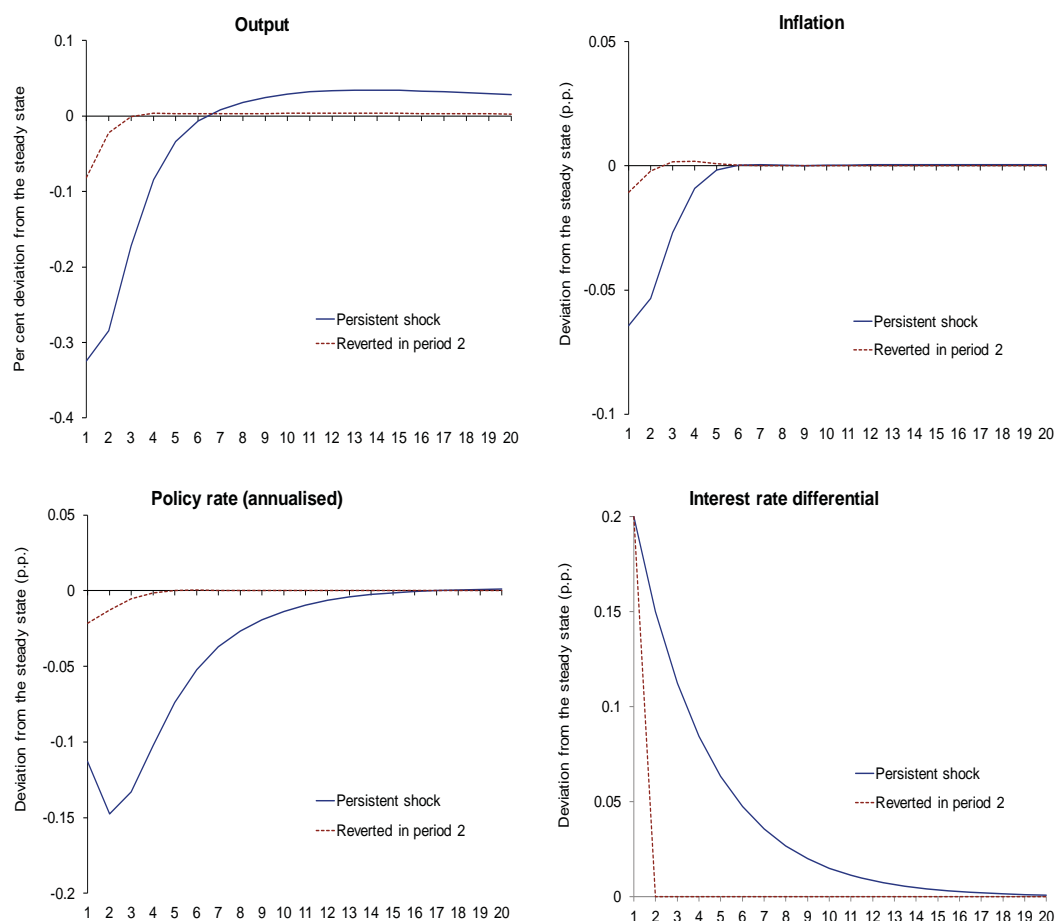 Output
Per cent deviation from the steady state
0.1
0
-0.1
-0.2
-0.3
-0.4
Persistent shock
Reverted in period 2
1 2 3 4 5 6 7 8 9 10 11 12 13 14 15 16 17 18 19 20
Inflation
Deviation from the steady state (p.p.)
0.05
0
-0.05
-0.1
Persistent shock
Reverted in period 2
1 2 3 4 5 6 7 8 9 10 11 12 13 14 15 16 17 18 19 20
Policy rate (annualised)
Deviation from the steady state (p.p.)
0.05
0
-0.05
-0.1
-0.15
-0.2
Persistent shock
Reverted in period 2
1 2 3 4 5 6 7 8 9 10 11 12 13 14 15 16 17 18 19 20
Interest rate differential
Deviation from the steady state (p.p.)
0.2
0.15
0.1
0.05
0
Persistent shock
Reverted in period 2
1 2 3 4 5 6 7 8 9 10 11 12 13 14 15 16 17 18 19 20